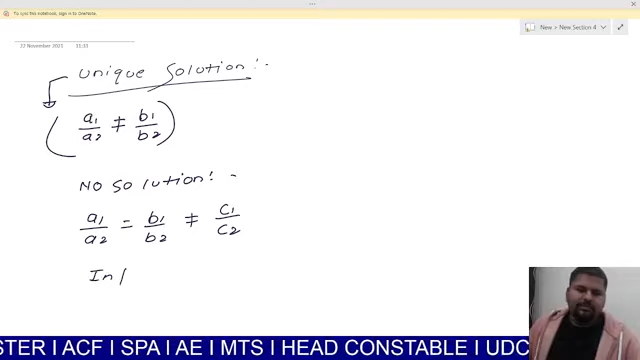 To sync this notebook, sign in to OneNote.
New > New Section 4
22 November 2023 11:33
Unique Solution:-
a1/a2 ≠ b1/b2
No Solution:-
a1/a2 = b1/b2 ≠ c1/c2
In
STER I ACF I SPA I AE I MTS I HEAD CONSTABLE I UDC